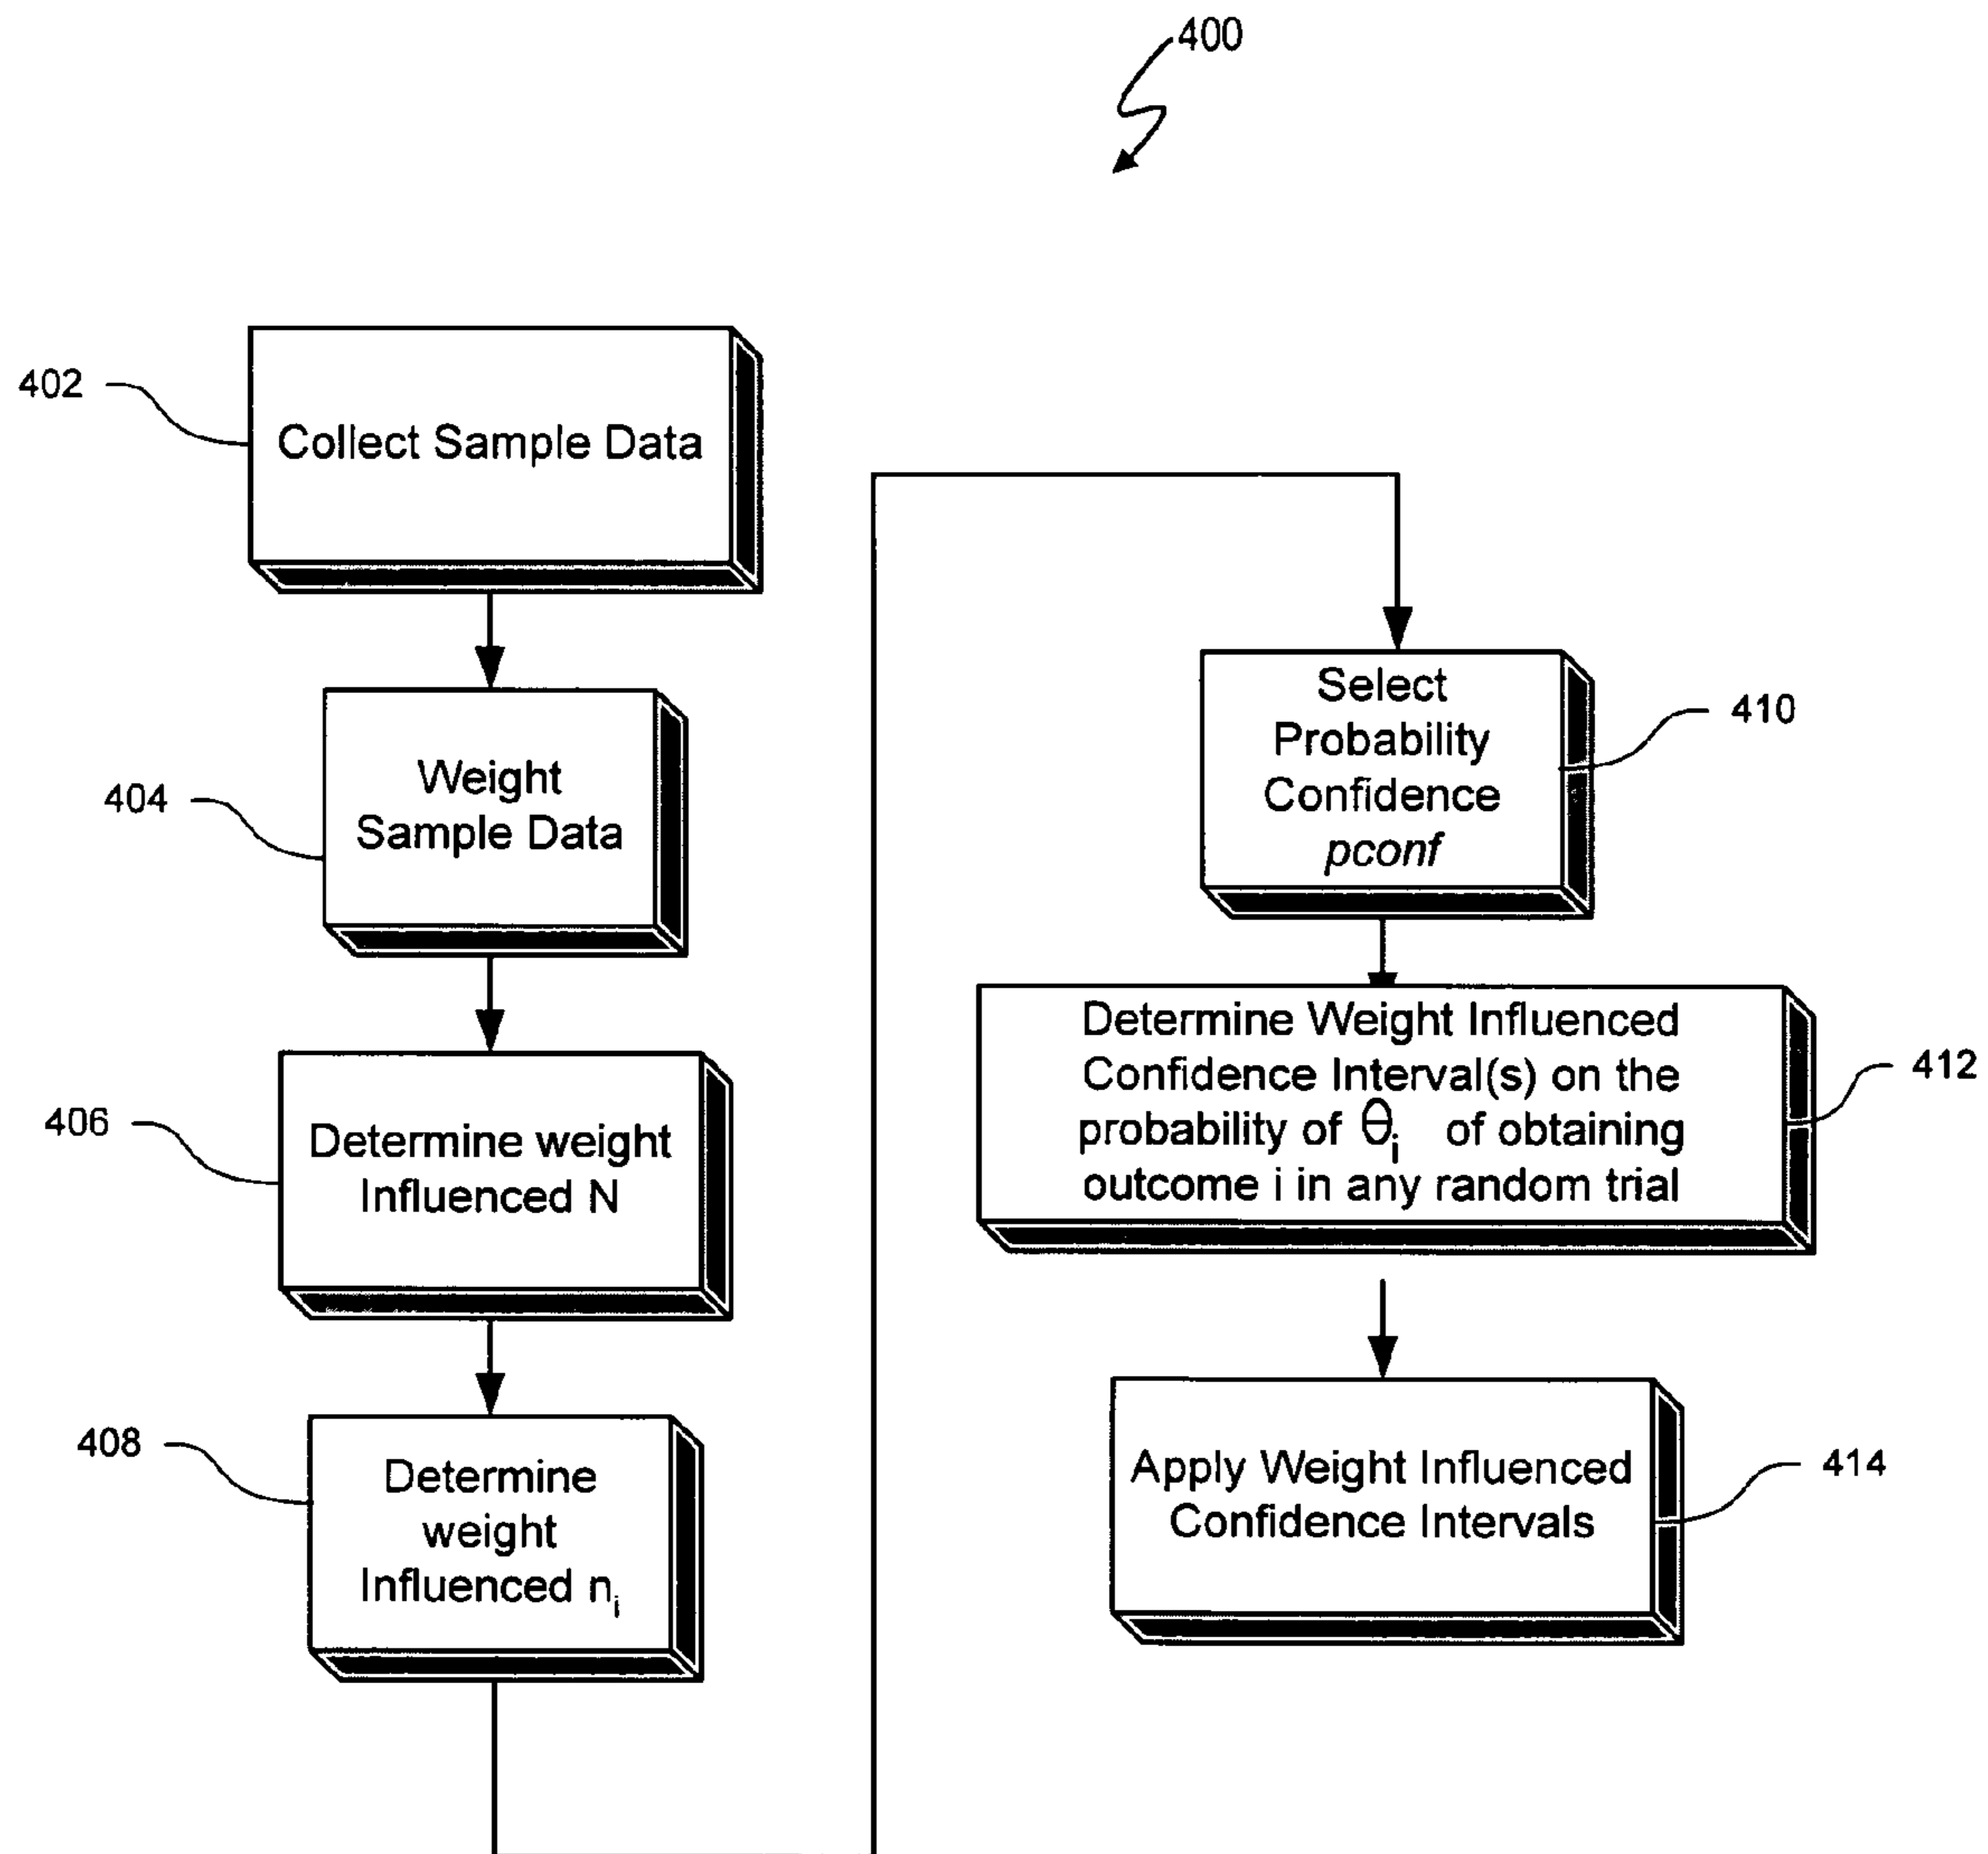 400
402
Collect Sample Data
404
Weight
Sample Data
406
Determine weight
Influenced N
408
Determine
weight
Influenced nᵢ
410
Select
Probability
Confidence
pconf
412
Determine Weight Influenced
Confidence Interval(s) on the
probability of θᵢ of obtaining
outcome i in any random trial
414
Apply Weight Influenced
Confidence Intervals